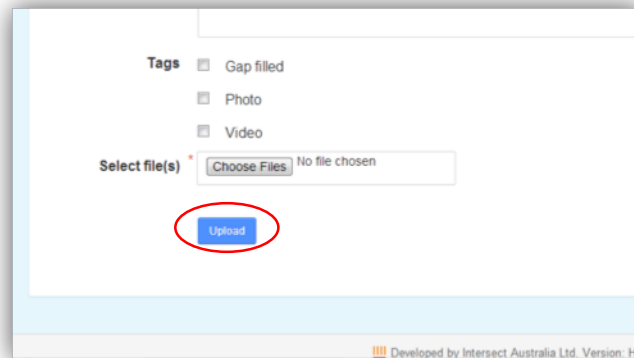 Tags Gap filled
Photo
Video
Select file(s) * Choose Files No file chosen
Upload
Developed by Intersect Australia Ltd. Version: H